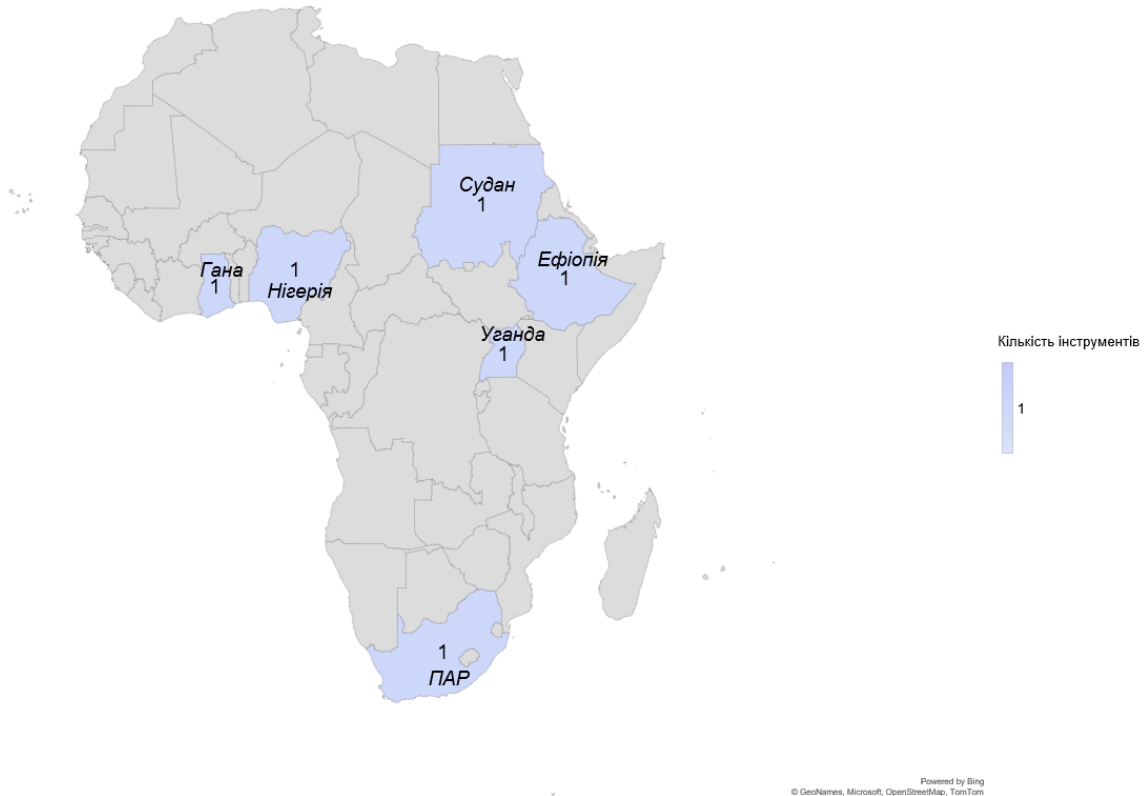 Судан
1
Ефіопія
1
Гана
1
1
Нігерія
Уганда
1
Кількість інструментів
1
1
ПАР
Powered by Bing
© GeoNames, Microsoft, OpenStreetMap, TomTom